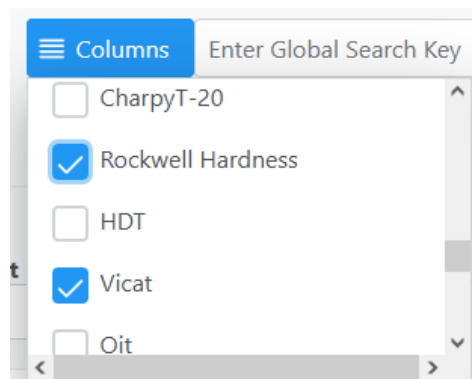 Columns
Enter Global Search Key
CharpyT-20
Rockwell Hardness
HDT
t
Vicat
Oit